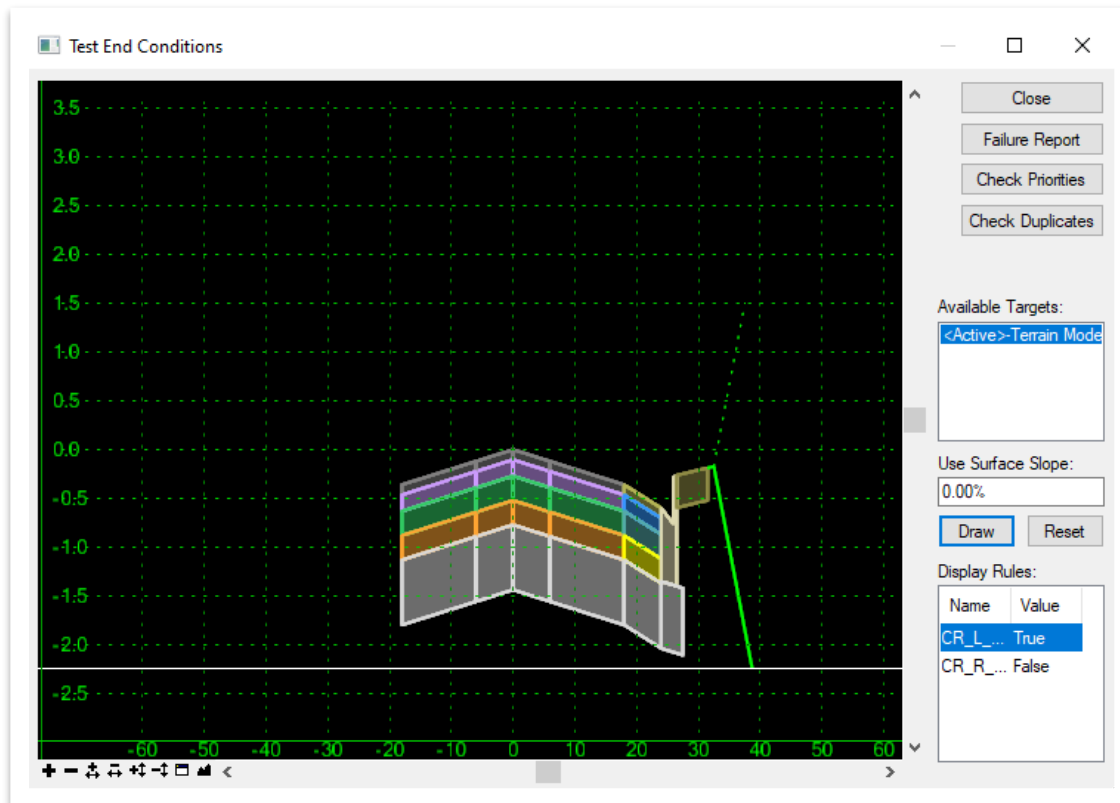 Test End Conditions
3.5
3.0
2.5
2.0
1.5
1.0
0.5
0.0
-0.5
-1.0
-1.5
-2.0
-2.5
-60 -50 -40 -30 -20 -10 0 10 20 30 40 50 60
Close
Failure Report
Check Priorities
Check Duplicates
Available Targets:
<Active>-Terrain Mode
Use Surface Slope:
0.00%
Draw Reset
Display Rules:
Name Value
CR_L_... True
CR_R_... False